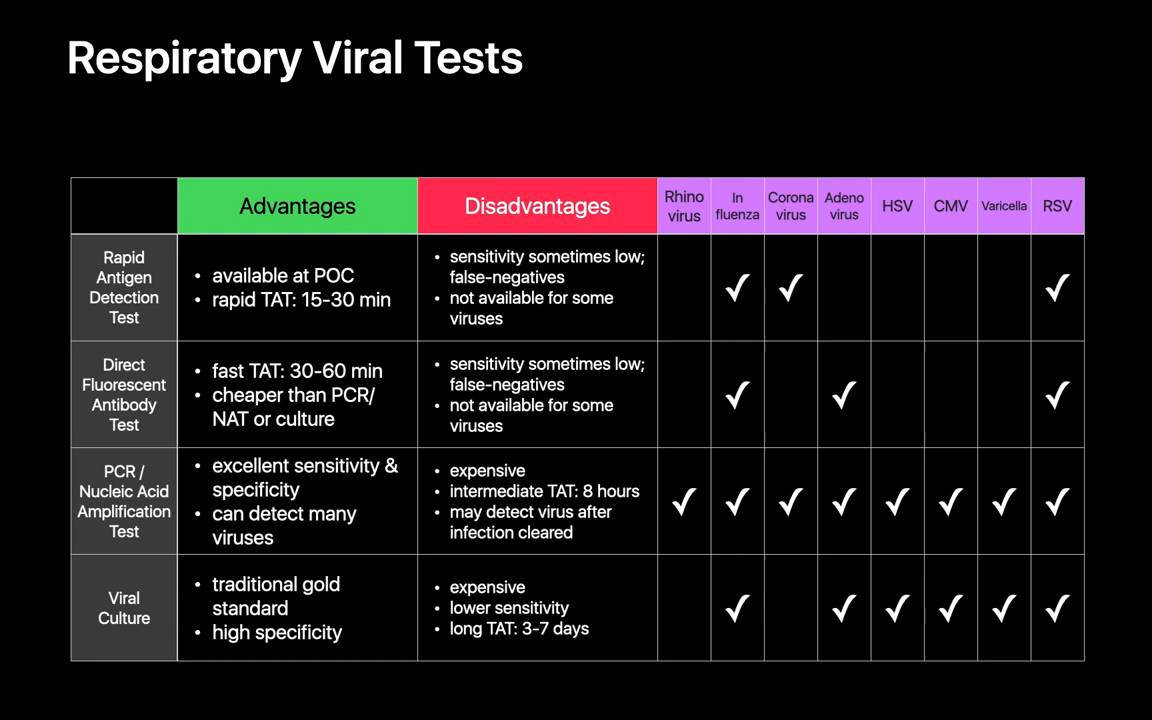 Respiratory Viral Tests
Advantages
Disadvantages
Rhino
virus
In
fluenza
Corona
virus
Adeno
virus
HSV
CMV
Varicella
RSV
Rapid
Antigen
Detection
Test
• available at POC
• rapid TAT: 15-30 min
• sensitivity sometimes low;
false-negatives
• not available for some
viruses
✓ ✓ ✓
Direct
Fluorescent
Antibody
Test
• fast TAT: 30-60 min
• cheaper than PCR/
NAT or culture
• sensitivity sometimes low;
false-negatives
• not available for some
viruses
✓ ✓ ✓
PCR /
Nucleic Acid
Amplification
Test
• excellent sensitivity &
specificity
• can detect many
viruses
• expensive
• intermediate TAT: 8 hours
• may detect virus after
infection cleared
✓ ✓ ✓ ✓ ✓ ✓ ✓ ✓
Viral
Culture
• traditional gold
standard
• high specificity
• expensive
• lower sensitivity
• long TAT: 3-7 days
✓ ✓ ✓ ✓ ✓ ✓